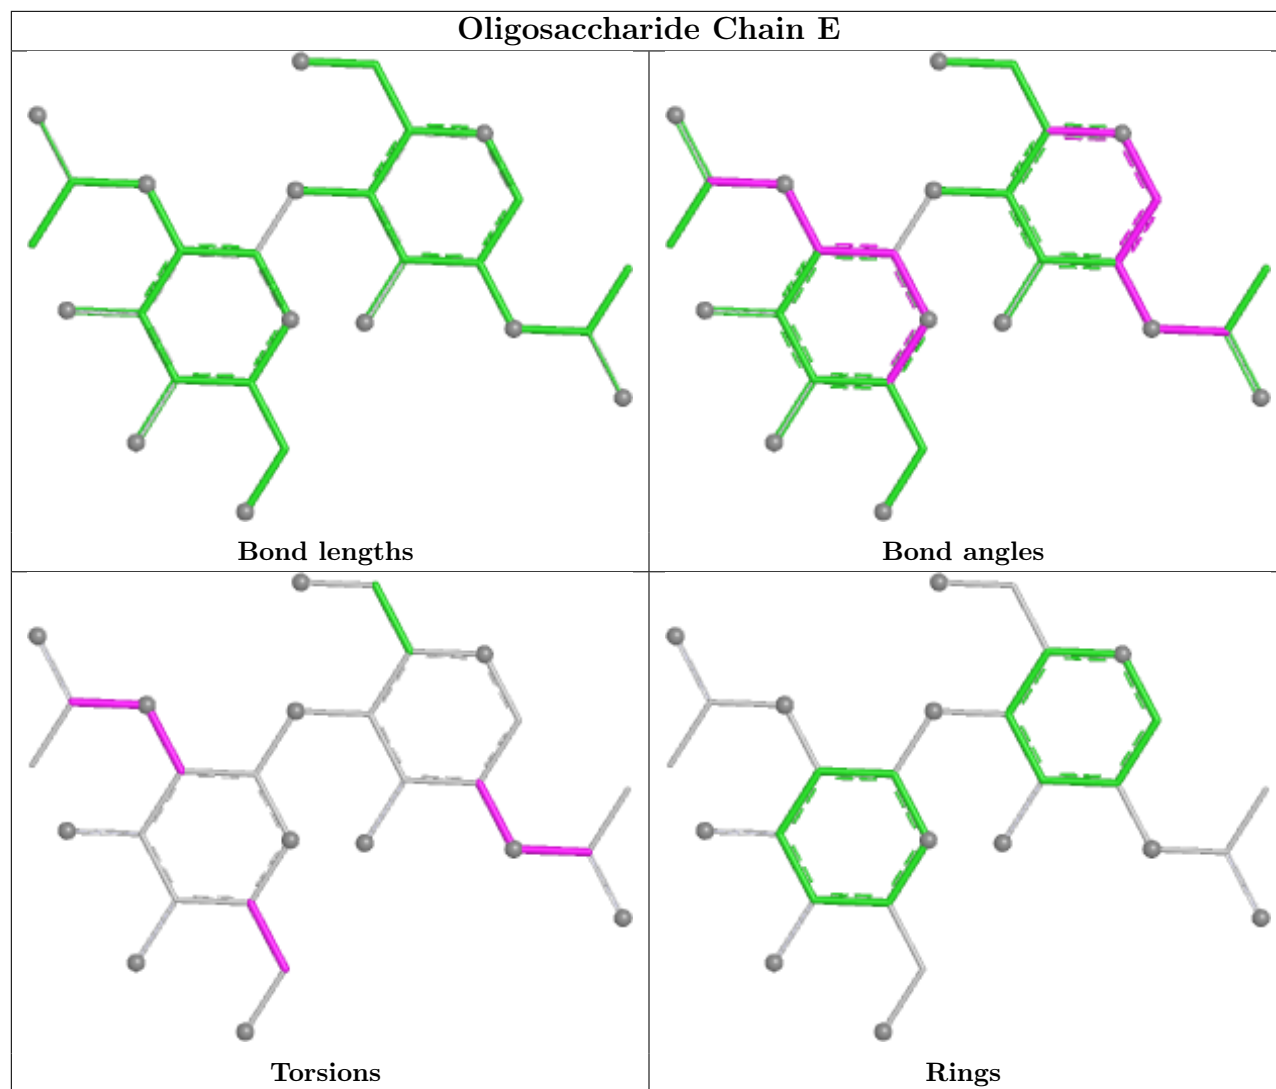 Oligosaccharide Chain E
Bond lengths
Bond angles
Torsions
Rings